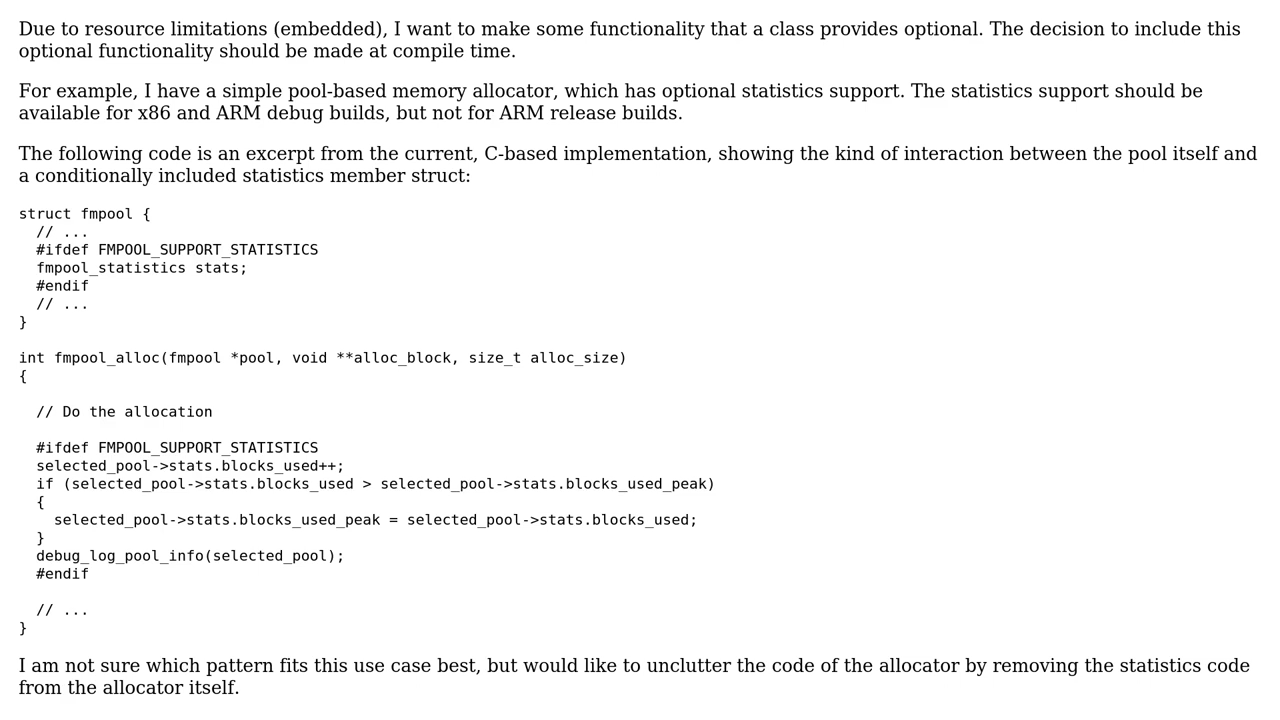 Due to resource limitations (embedded), I want to make some functionality that a class provides optional. The decision to include this
optional functionality should be made at compile time.
For example, I have a simple pool-based memory allocator, which has optional statistics support. The statistics support should be
available for x86 and ARM debug builds, but not for ARM release builds.
The following code is an excerpt from the current, C-based implementation, showing the kind of interaction between the pool itself and
a conditionally included statistics member struct:
struct fmpool {
  // ...
  #ifdef FMPOOL_SUPPORT_STATISTICS
  fmpool_statistics stats;
  #endif
  // ...
}
int fmpool_alloc(fmpool *pool, void **alloc_block, size_t alloc_size)
{
  // Do the allocation
  #ifdef FMPOOL_SUPPORT_STATISTICS
  selected_pool->stats.blocks_used++;
  if (selected_pool->stats.blocks_used > selected_pool->stats.blocks_used_peak)
  {
    selected_pool->stats.blocks_used_peak = selected_pool->stats.blocks_used;
  }
  debug_log_pool_info(selected_pool);
  #endif
  // ...
}
I am not sure which pattern fits this use case best, but would like to unclutter the code of the allocator by removing the statistics code
from the allocator itself.